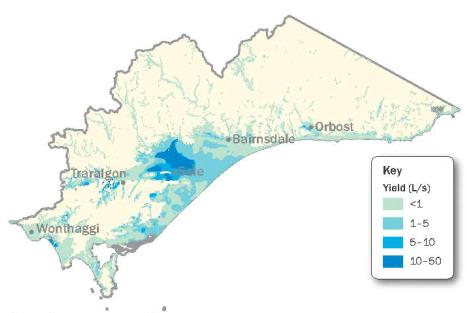 Orbost
Bairnsdale
Traralgon
Sale
Wonthaggi
Key
Yield (L/s)
<1
1–5
5–10
10–50